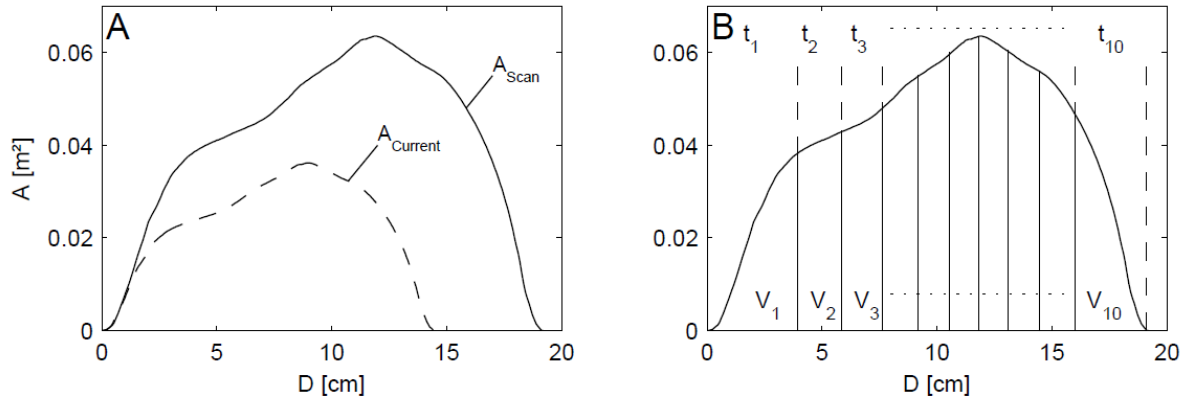 A
A_Scan
A_Current
0.06
0.04
0.02
0
A [m²]
0
5
10
15
20
D [cm]
B
t_1
t_2
t_3
t_10
0.06
0.04
0.02
0
V_1
V_2
V_3
V_10
0
5
10
15
20
D [cm]